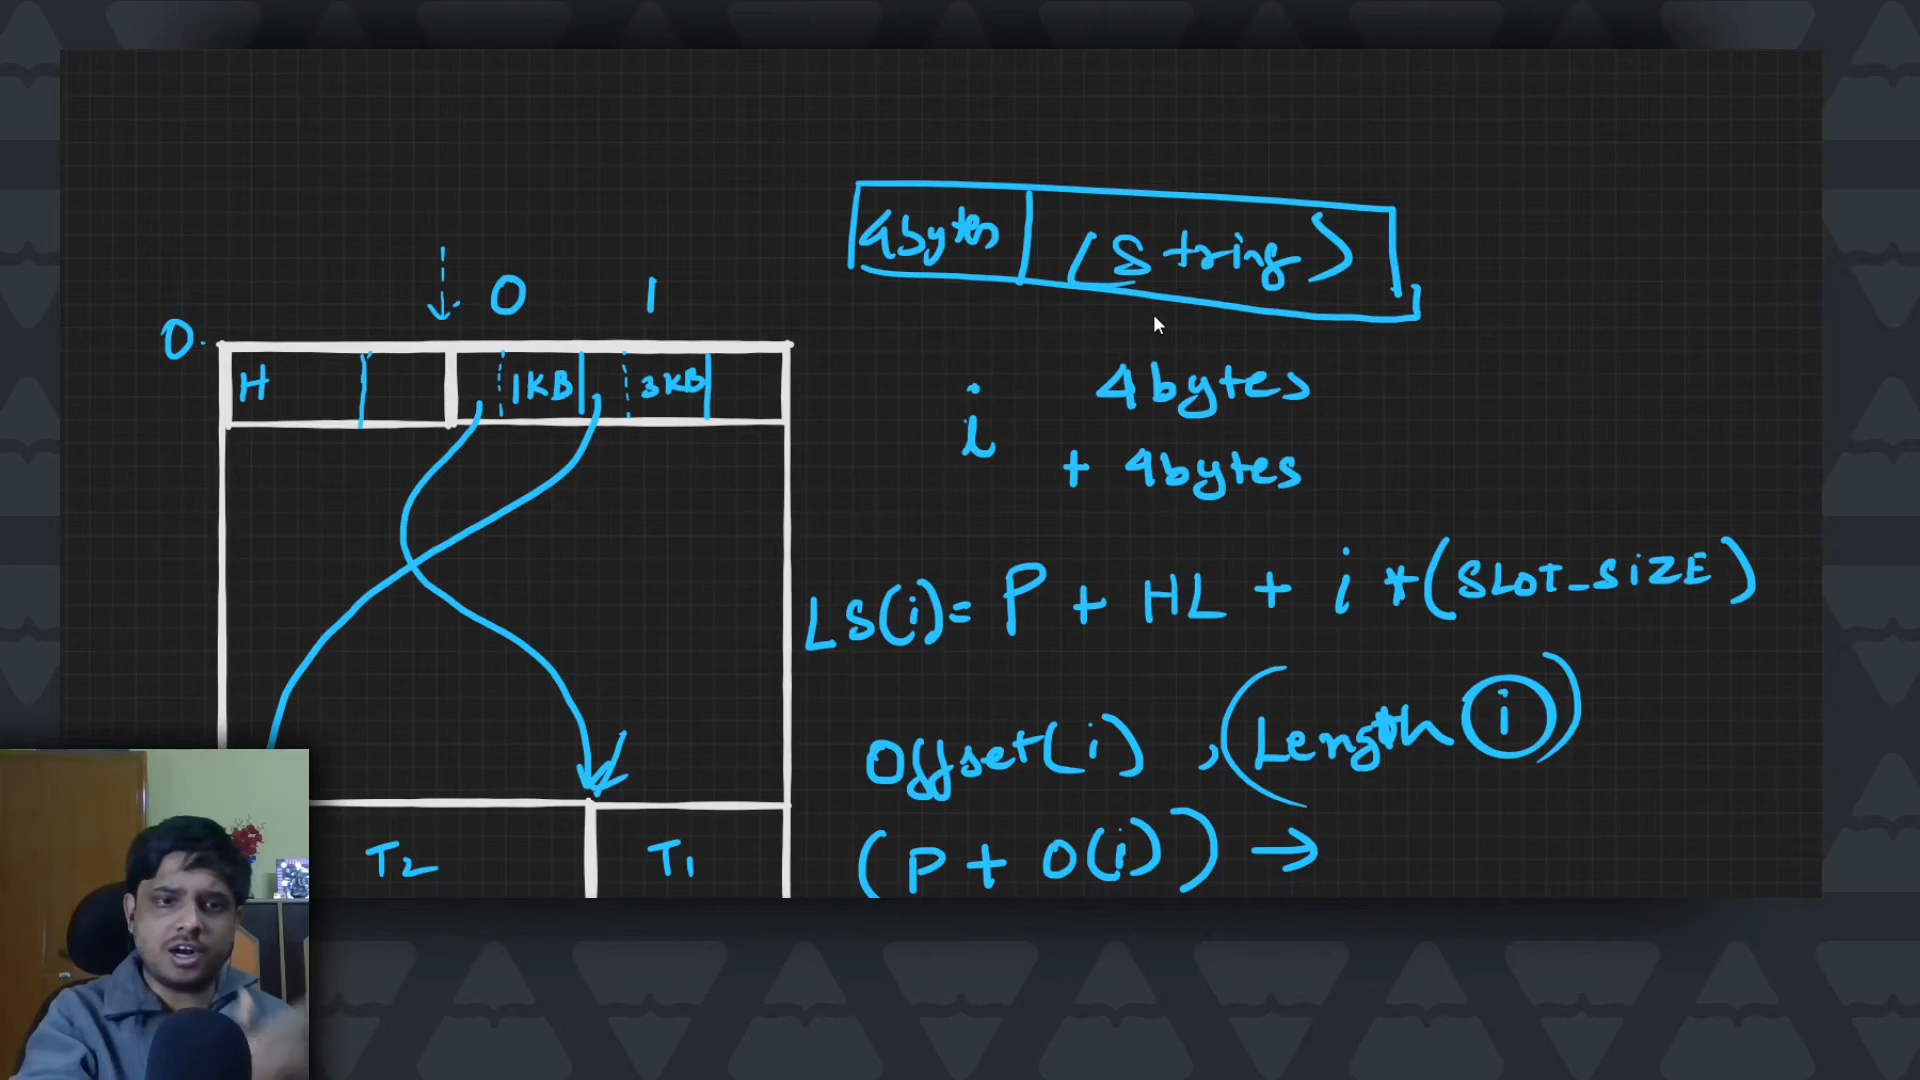 4bytes (String)
0 1
0
H 1KB 3KB
i 4bytes
+ 4bytes
LS(i)= P + HL + i *(SLOT_SIZE)
Offset(i) , (Length i)
T2 T1
(P + O(i)) →